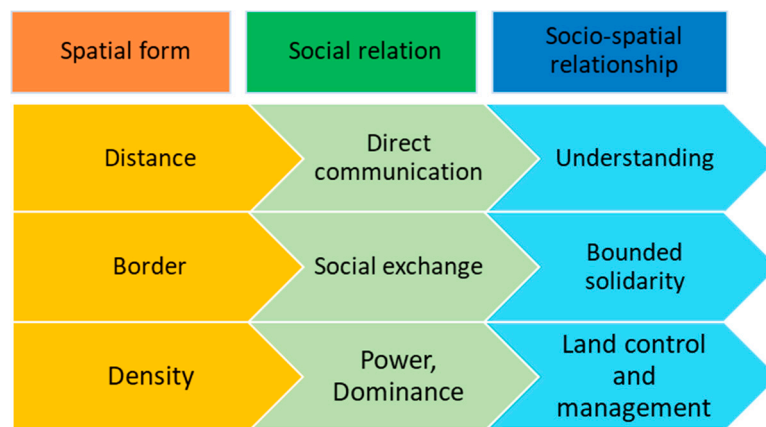 Spatial form
Social relation
Socio-spatial
relationship
Distance
Direct
communication
Understanding
Border
Social exchange
Bounded
solidarity
Density
Power,
Dominance
Land control
and
management